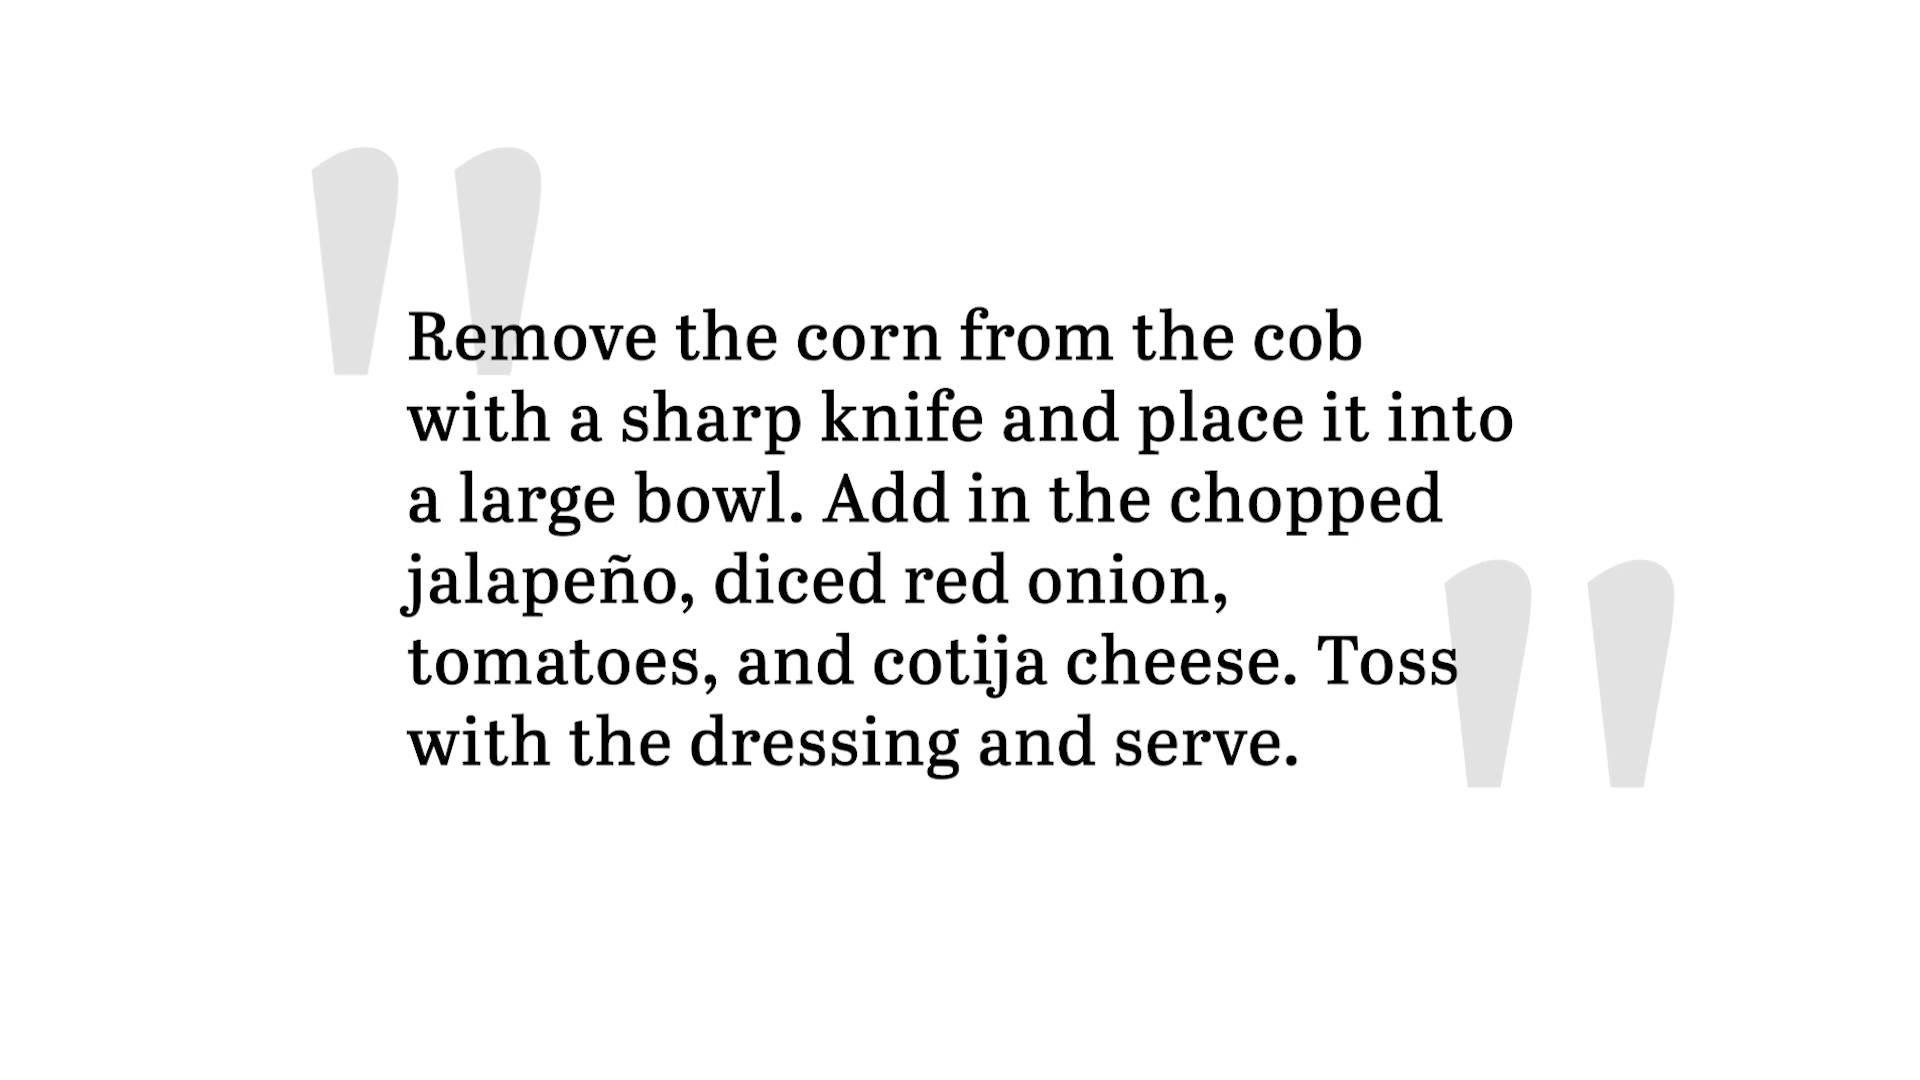 "Remove the corn from the cob
with a sharp knife and place it into
a large bowl. Add in the chopped
jalapeño, diced red onion,
tomatoes, and cotija cheese. Toss
with the dressing and serve."